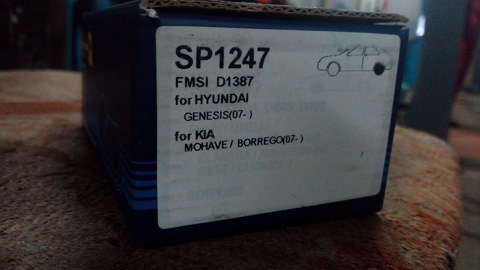 SP1247
FMSI D1387
for HYUNDAI
GENESIS(07- )
for KIA
MOHAVE / BORREGO(07- )